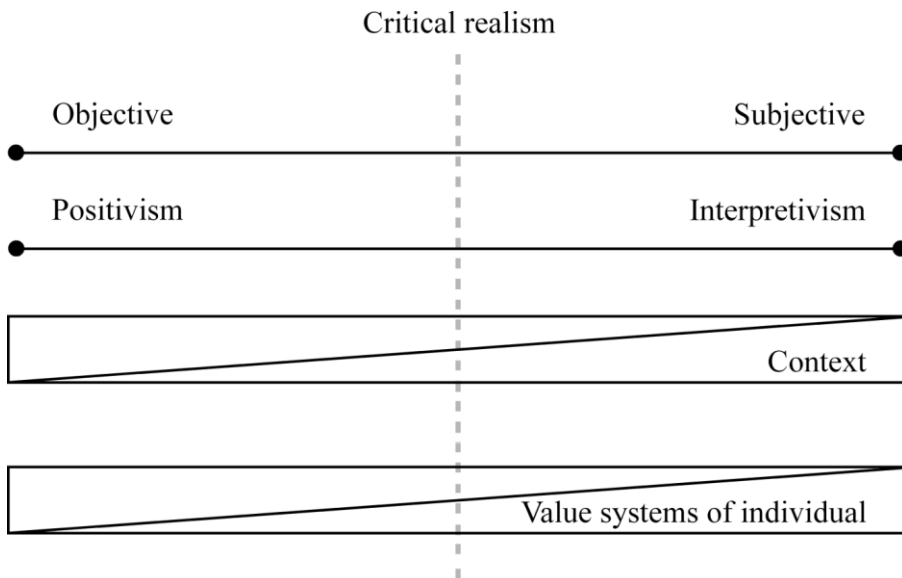 Critical realism
Objective
Subjective
Positivism
Interpretivism
Context
Value systems of individual